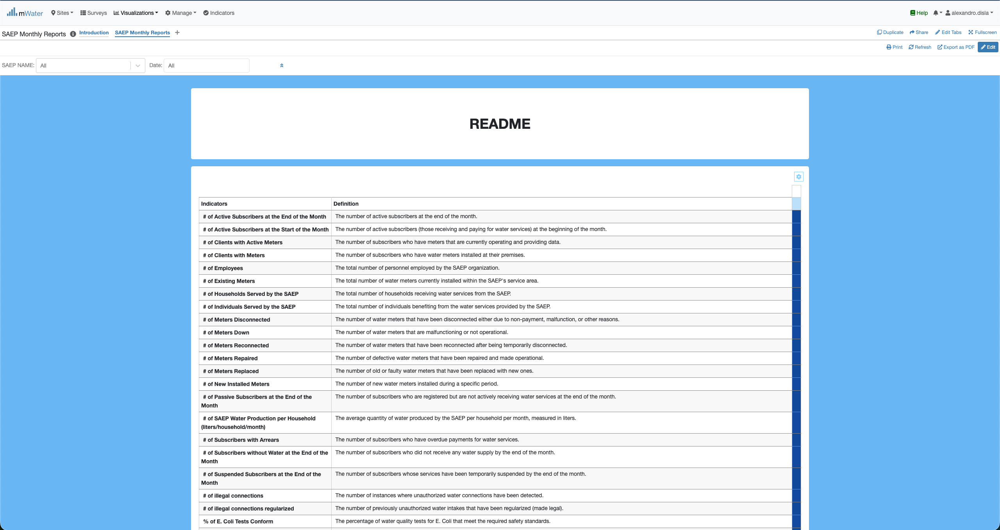 mWater Sites Surveys Visualizations Manage Indicators Help alexandro.disla
SAEP Monthly Reports Introduction SAEP Monthly Reports Duplicate Share Edit Tabs Fullscreen
Print Refresh Export as PDF Edit
SAEP NAME: All Date: All
README
Indicators Definition
# of Active Subscribers at the End of the Month The number of active subscribers at the end of the month.
# of Active Subscribers at the Start of the Month The number of active subscribers (those receiving and paying for water services) at the beginning of the month.
# of Clients with Active Meters The number of subscribers who have meters that are currently operating and providing data.
# of Clients with Meters The number of subscribers who have water meters installed at their premises.
# of Employees The total number of personnel employed by the SAEP organization.
# of Existing Meters The total number of water meters currently installed within the SAEP's service area.
# of Households Served by the SAEP The total number of households receiving water services from the SAEP.
# of Individuals Served by the SAEP The total number of individuals benefiting from the water services provided by the SAEP.
# of Meters Disconnected The number of water meters that have been disconnected either due to non-payment, malfunction, or other reasons.
# of Meters Down The number of water meters that are malfunctioning or not operational.
# of Meters Reconnected The number of water meters that have been reconnected after being temporarily disconnected.
# of Meters Repaired The number of defective water meters that have been repaired and made operational.
# of Meters Replaced The number of old or faulty water meters that have been replaced with new ones.
# of New Installed Meters The number of new water meters installed during a specific period.
# of Passive Subscribers at the End of the The number of subscribers who are registered but are not actively receiving water services at the end of the month.
Month
# of SAEP Water Production per Household The average quantity of water produced by the SAEP per household per month, measured in liters.
(liters/household/month)
# of Subscribers with Arrears The number of subscribers who have overdue payments for water services.
# of Subscribers without Water at the End of the The number of subscribers who did not receive any water supply by the end of the month.
Month
# of Suspended Subscribers at the End of the The number of subscribers whose services have been temporarily suspended by the end of the month.
Month
# of illegal connections The number of instances where unauthorized water connections have been detected.
# of illegal connections regularized The number of previously unauthorized water intakes that have been regularized (made legal).
% of E. Coli Tests Conform The percentage of water quality tests for E. Coli that meet the required safety standards.